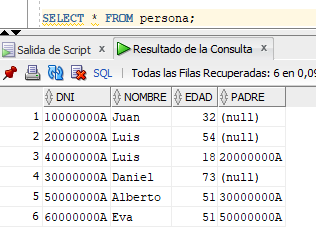 SELECT * FROM persona;
Salida de Script x Resultado de la Consulta x
SQL | Todas las Filas Recuperadas: 6 en 0,09
DNI NOMBRE EDAD PADRE
1 10000000A Juan 32 (null)
2 20000000A Luis 54 (null)
3 40000000A Luis 18 20000000A
4 30000000A Daniel 73 (null)
5 50000000A Alberto 51 30000000A
6 60000000A Eva 51 50000000A